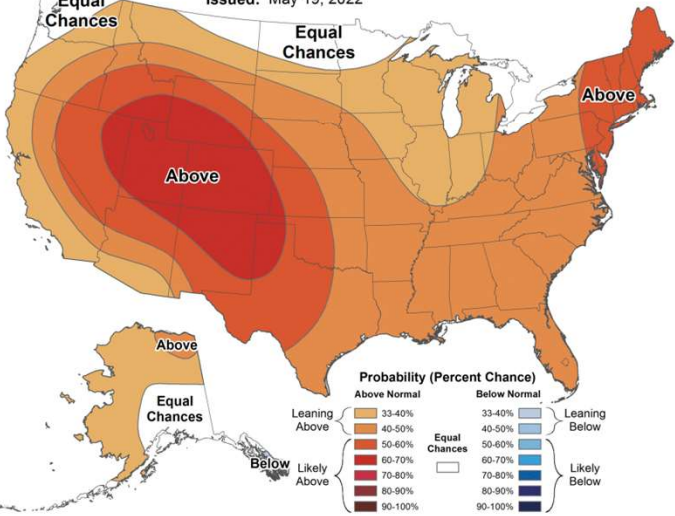 Equal
Chances
Issued: May 19, 2022
Equal
Chances
Above
Above
Above
Equal
Chances
Below
Probability (Percent Chance)
Above Normal
Below Normal
Leaning
Above
33-40%
40-50%
Likely
Above
50-60%
60-70%
70-80%
80-90%
90-100%
Equal
Chances
33-40%
40-50%
Leaning
Below
50-60%
60-70%
70-80%
80-90%
90-100%
Likely
Below